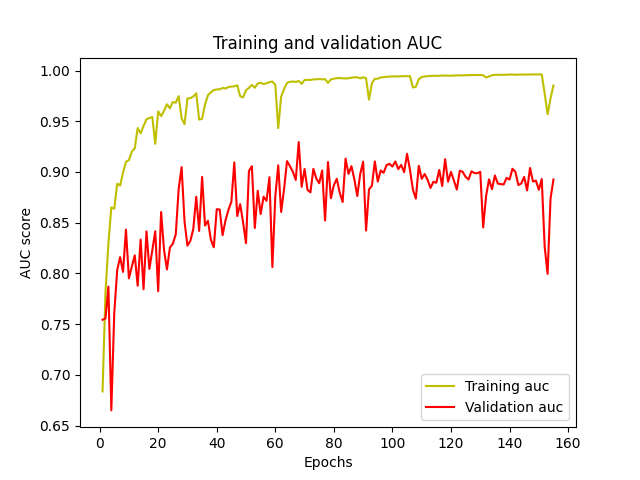 Training and validation AUC
AUC score
1.00
0.95
0.90
0.85
0.80
0.75
0.70
0.65
0 20 40 60 80 100 120 140 160
Epochs
Training auc
Validation auc